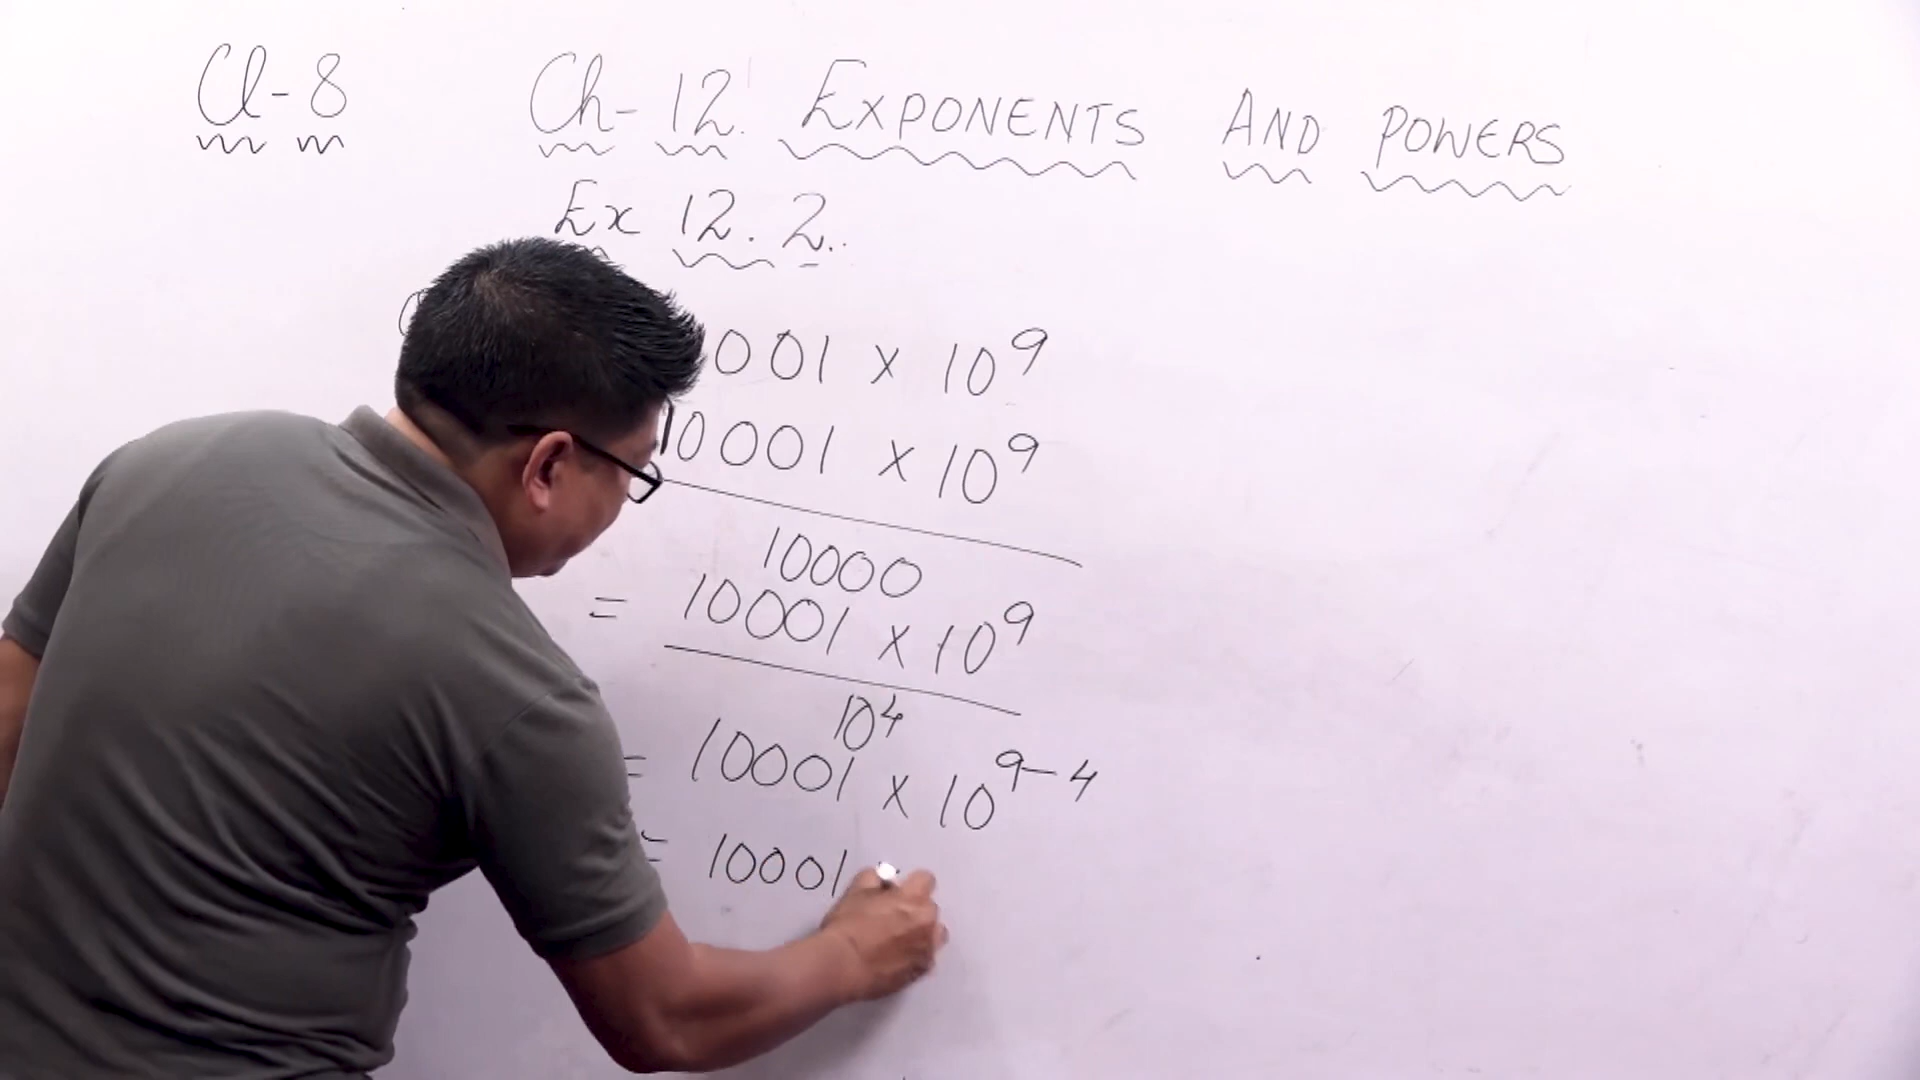 Cl-8 Ch-12. EXPONENTS AND POWERS
Ex 12.2.
001 × 10⁹
10001 × 10⁹
10000
= 10001 × 10⁹
10⁴
= 10001 × 10⁹⁻⁴
= 10001